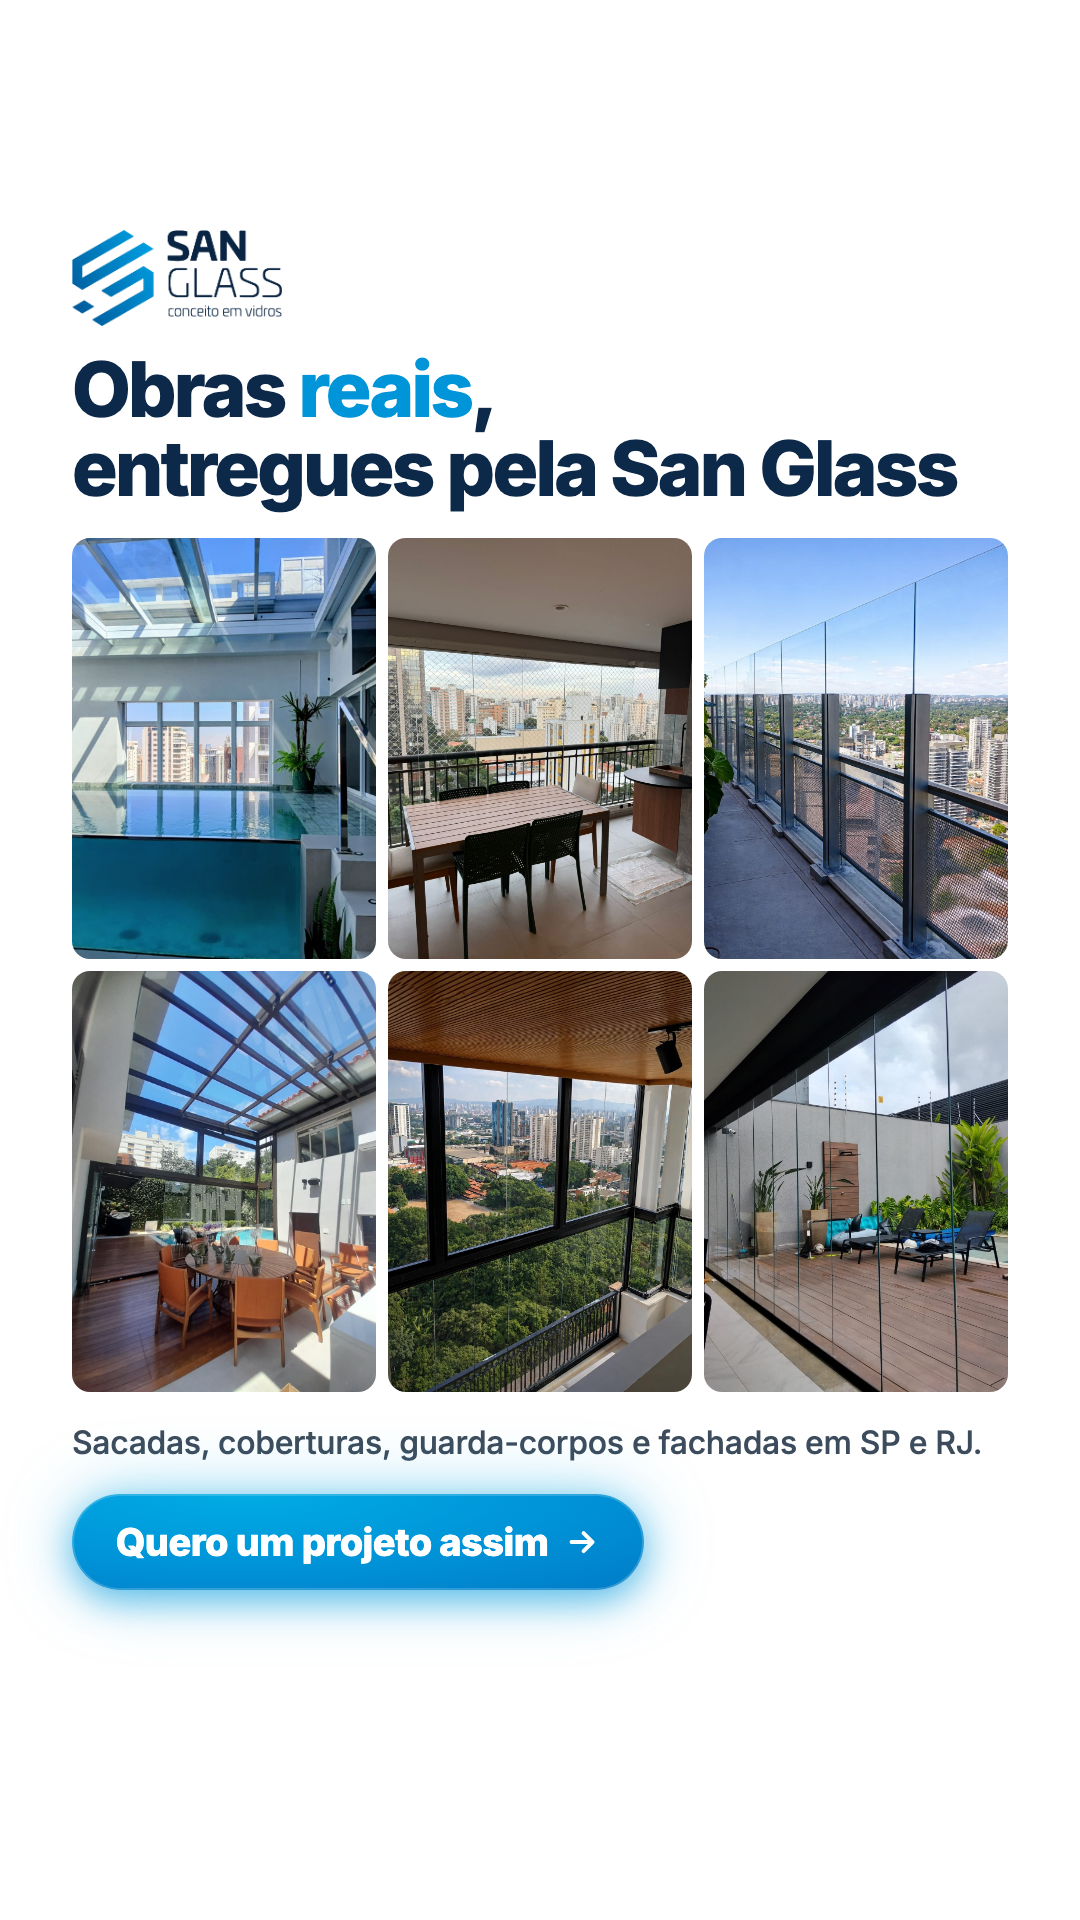 SAN
GLASS
conceito em vidros
Obras reais,
entregues pela San Glass
Sacadas, coberturas, guarda-corpos e fachadas em SP e RJ.
Quero um projeto assim →